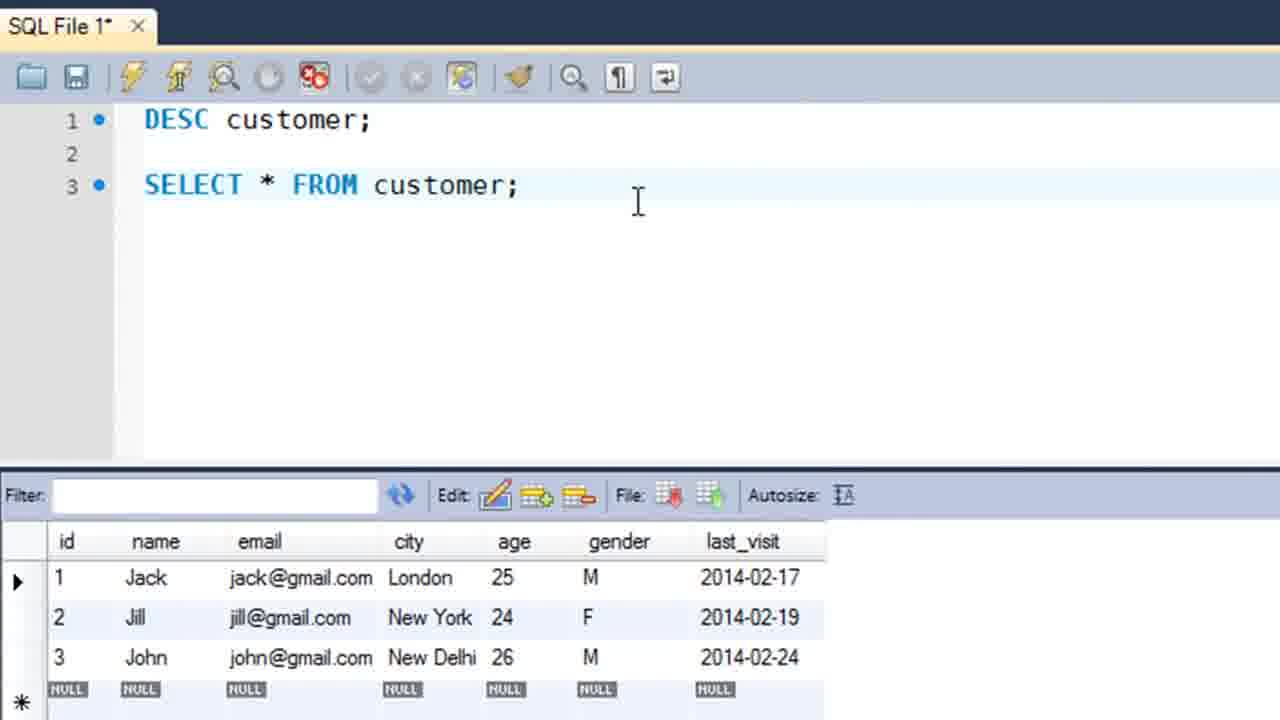 SQL File 1*
1 DESC customer;
2
3 SELECT * FROM customer;
Filter: Edit: File: Autosize:
id name email city age gender last_visit
1 Jack jack@gmail.com London 25 M 2014-02-17
2 Jill jill@gmail.com New York 24 F 2014-02-19
3 John john@gmail.com New Delhi 26 M 2014-02-24
NULL NULL NULL NULL NULL NULL NULL